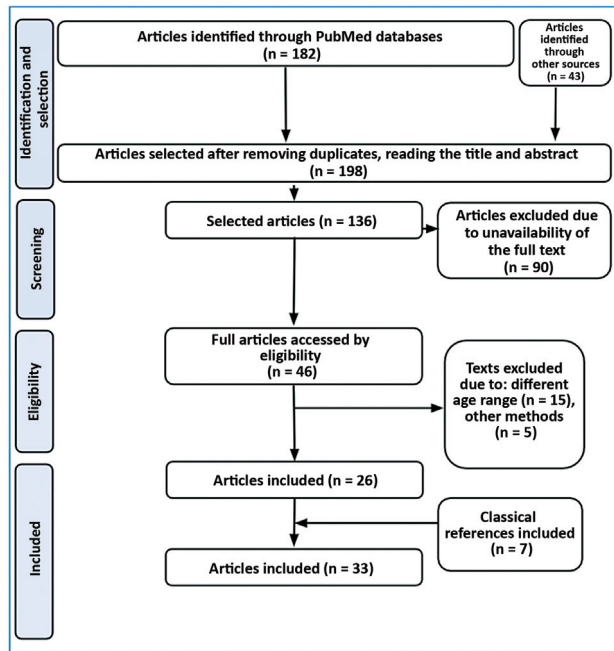 Identification and
selection
Articles identified through PubMed databases
(n = 182)
Articles
identified
through
other sources
(n = 43)
Articles selected after removing duplicates, reading the title and abstract
(n = 198)
Screening
Selected articles (n = 136)
Articles excluded due
to unavailability of
the full text
(n = 90)
Eligibility
Full articles accessed by
eligibility
(n = 46)
Texts excluded
due to: different
age range (n = 15),
other methods
(n = 5)
Included
Articles included (n = 26)
Classical
references included
(n = 7)
Articles included (n = 33)